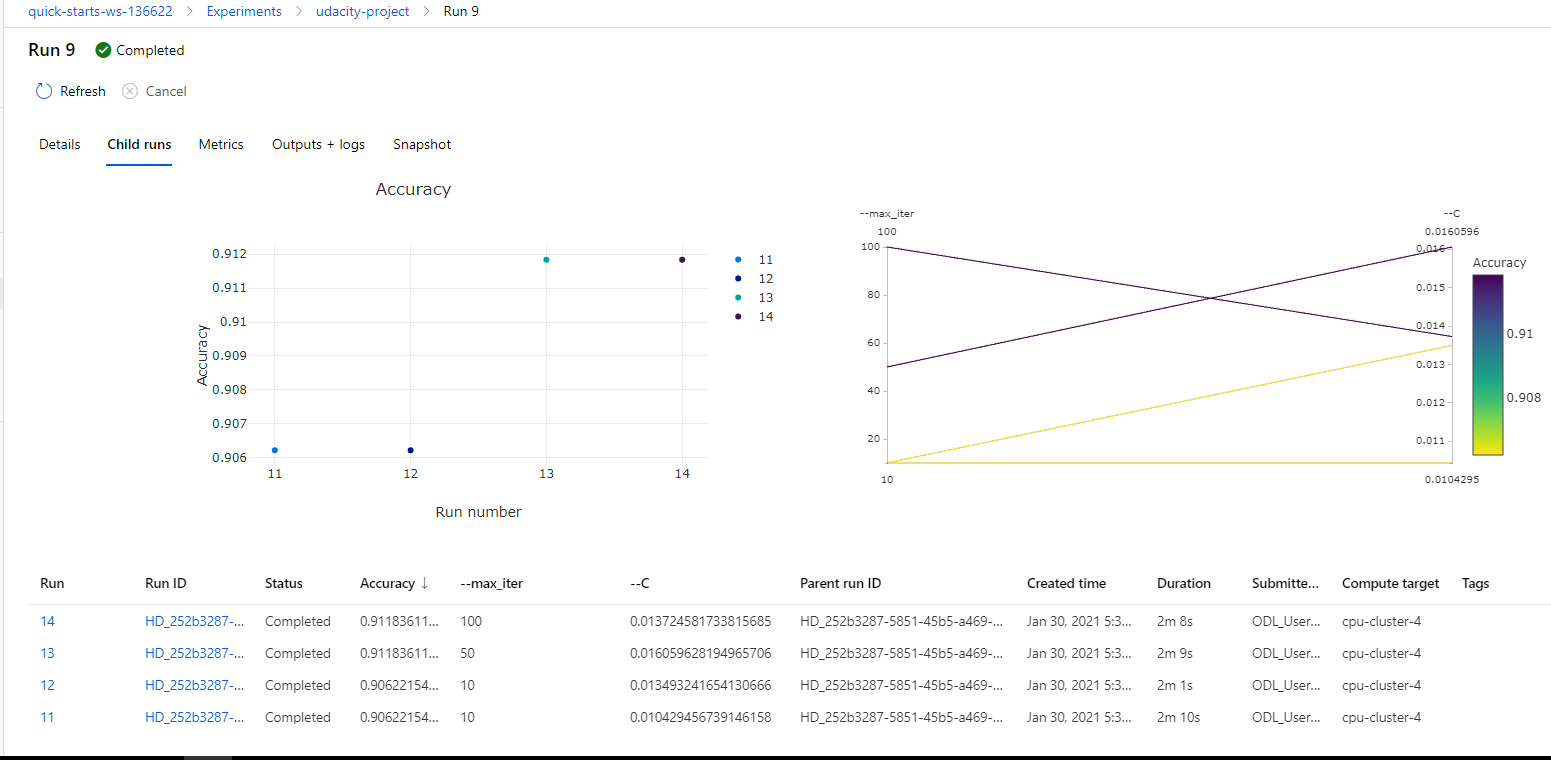 quick-starts-ws-136622 > Experiments > udacity-project > Run 9
Run 9 Completed
Refresh Cancel
Details Child runs Metrics Outputs + logs Snapshot
Accuracy
0.912
0.911
0.91
0.909
0.908
0.907
0.906
Accuracy
11 12 13 14
Run number
11
12
13
14
--max_iter --C
100 0.0160596
100
80
60
40
20
10
0.016
0.015
0.014
0.013
0.012
0.011
0.0104295
Accuracy
0.91
0.908
Run Run ID Status Accuracy ↓ --max_iter --C Parent run ID Created time Duration Submitte... Compute target Tags
14 HD_252b3287-... Completed 0.91183611... 100 0.013724581733815685 HD_252b3287-5851-45b5-a469-... Jan 30, 2021 5:3... 2m 8s ODL_User... cpu-cluster-4
13 HD_252b3287-... Completed 0.91183611... 50 0.016059628194965706 HD_252b3287-5851-45b5-a469-... Jan 30, 2021 5:3... 2m 9s ODL_User... cpu-cluster-4
12 HD_252b3287-... Completed 0.90622154... 10 0.013493241654130666 HD_252b3287-5851-45b5-a469-... Jan 30, 2021 5:3... 2m 1s ODL_User... cpu-cluster-4
11 HD_252b3287-... Completed 0.90622154... 10 0.010429456739146158 HD_252b3287-5851-45b5-a469-... Jan 30, 2021 5:3... 2m 10s ODL_User... cpu-cluster-4